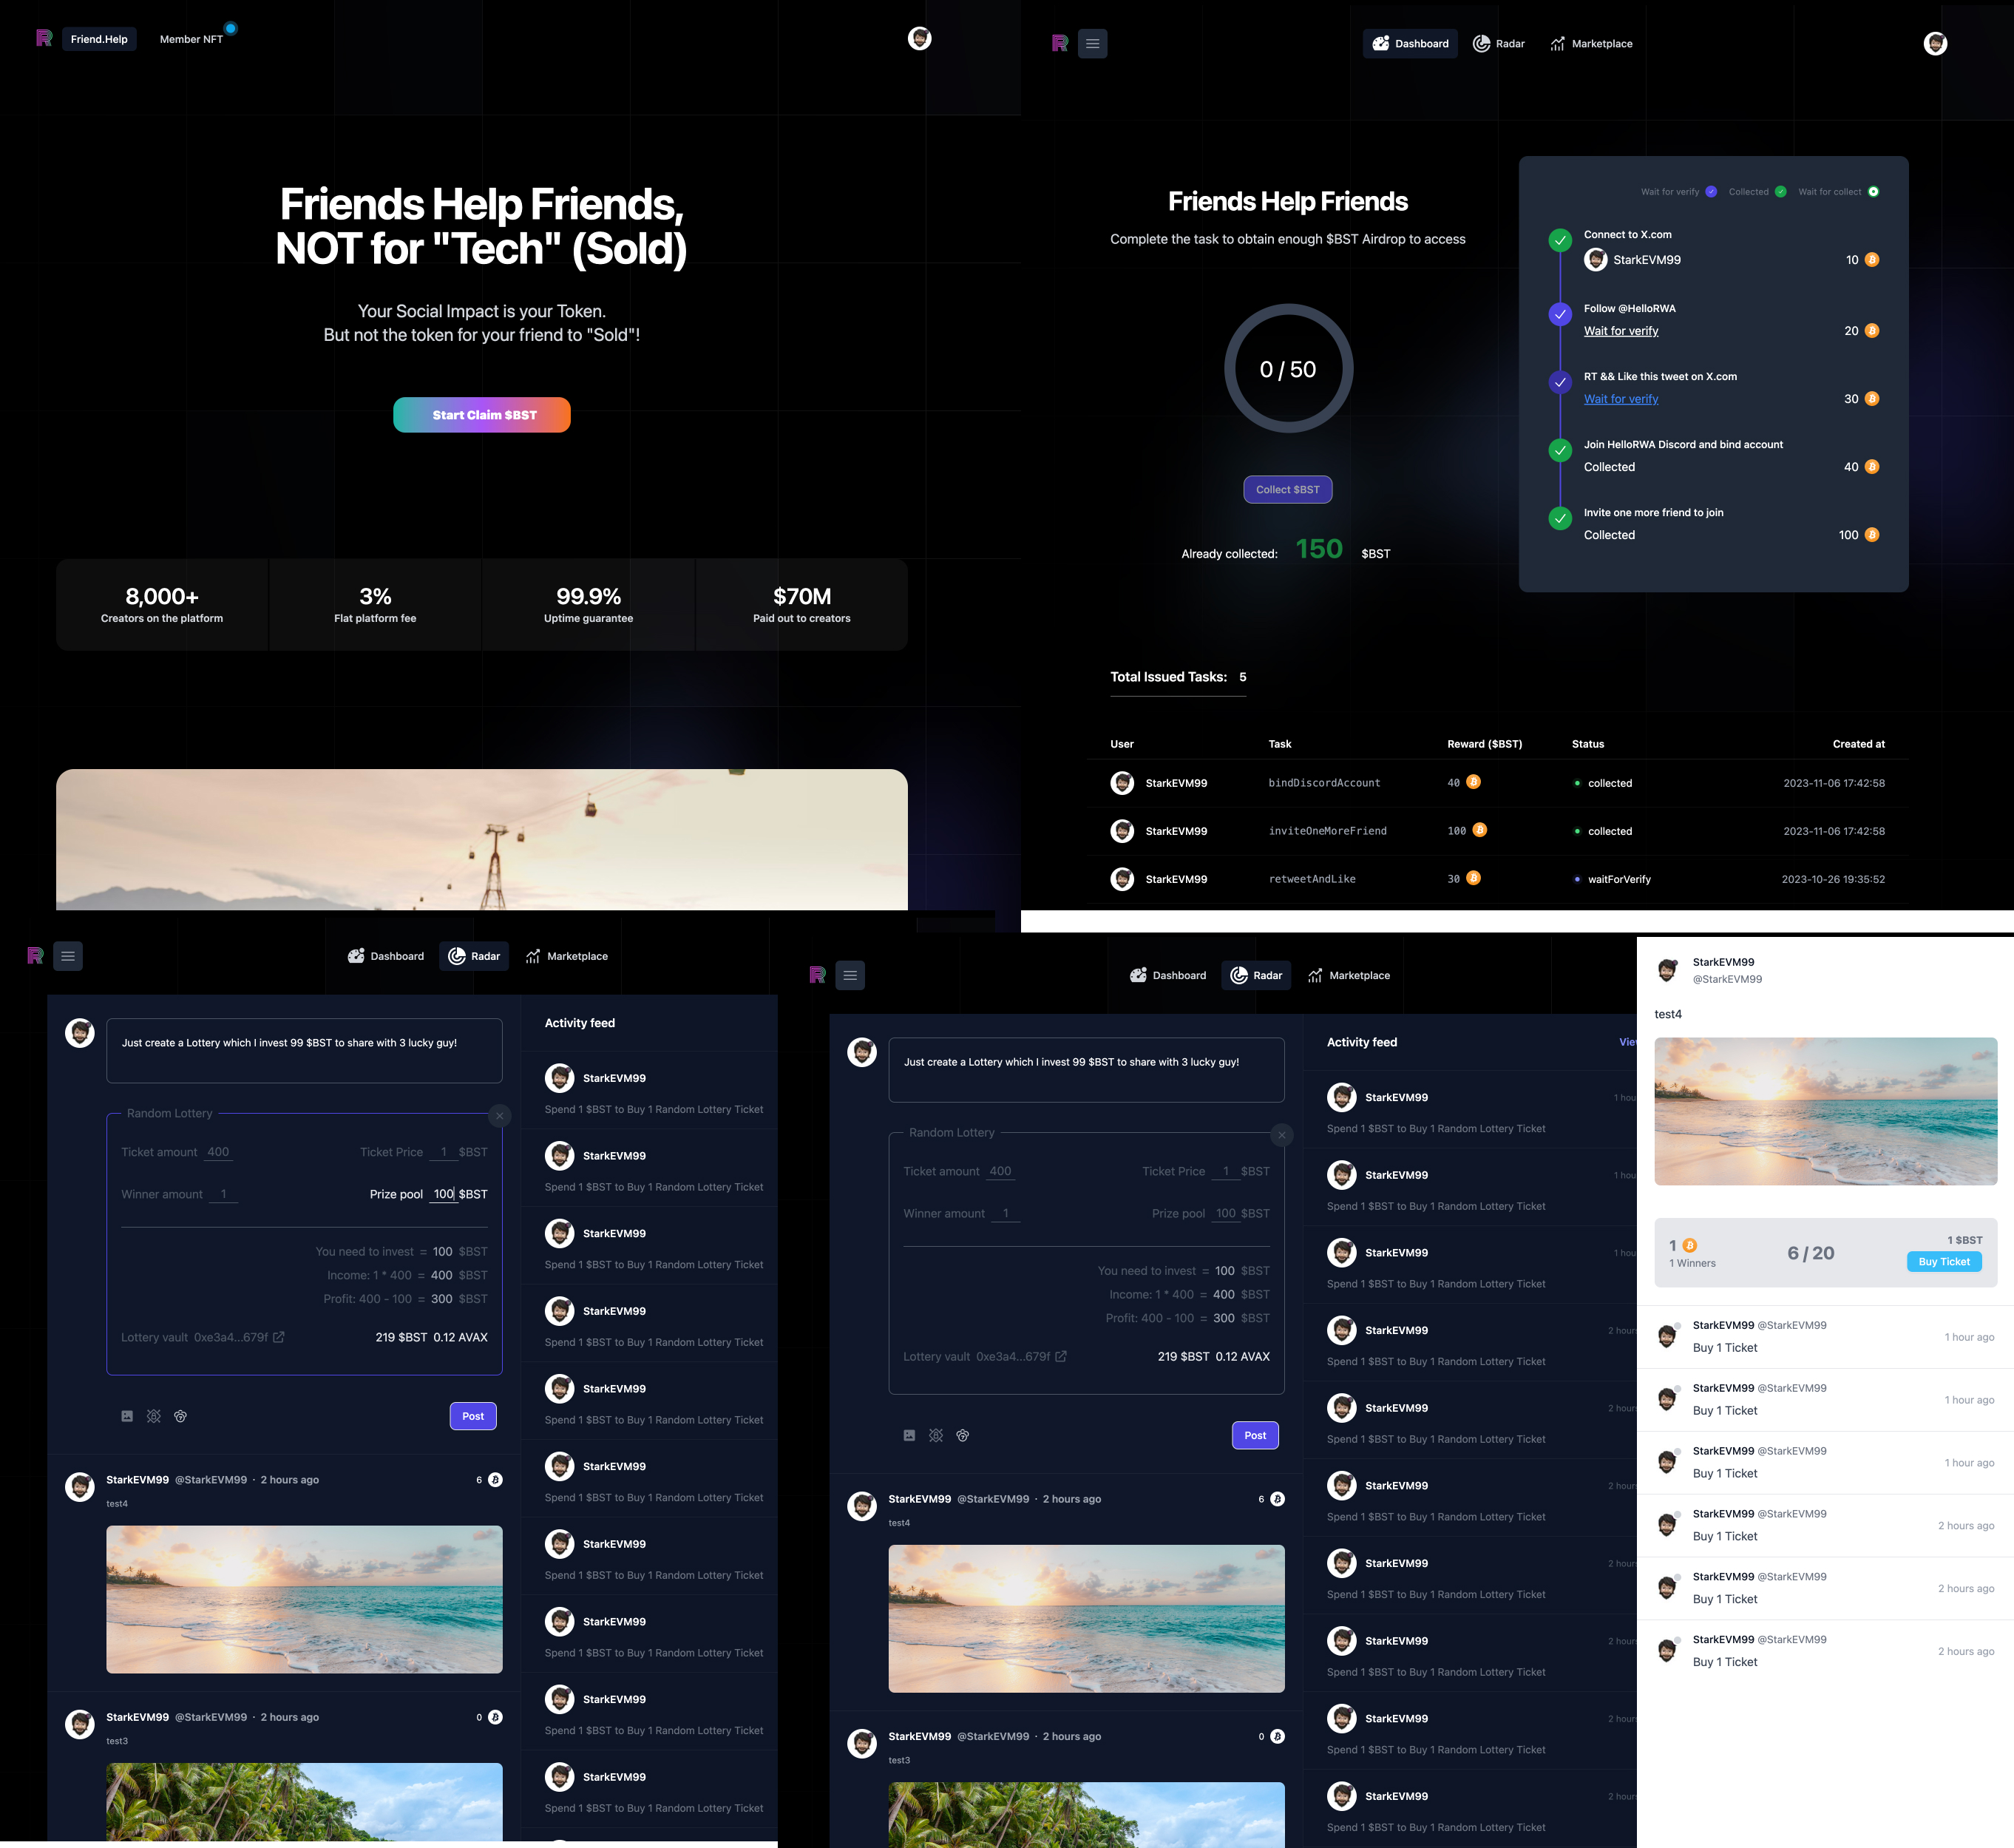 Friend.Help
Member NFT
Friends Help Friends,
NOT for "Tech" (Sold)
Your Social Impact is your Token.
But not the token for your friend to "Sold"!
Start Claim $BST
8,000+
Creators on the platform
3%
Flat platform fee
99.9%
Uptime guarantee
$70M
Paid out to creators
Dashboard
Radar
Marketplace
Friends Help Friends
Complete the task to obtain enough $BST Airdrop to access
0 / 50
Collect $BST
Already collected: 150 $BST
Wait for verify
Collected
Wait for collect
Connect to X.com
StarkEVM99
10
Follow @HelloRWA
Wait for verify
20
RT && Like this tweet on X.com
Wait for verify
30
Join HelloRWA Discord and bind account
Collected
40
Invite one more friend to join
Collected
100
Total Issued Tasks: 5
User Task Reward ($BST) Status Created at
StarkEVM99 bindDiscordAccount 40 collected 2023-11-06 17:42:58
StarkEVM99 inviteOneMoreFriend 100 collected 2023-11-06 17:42:58
StarkEVM99 retweetAndLike 30 waitForVerify 2023-10-26 19:35:52
Dashboard
Radar
Marketplace
Just create a Lottery which I invest 99 $BST to share with 3 lucky guy!
Random Lottery
Ticket amount 400
Ticket Price 1 $BST
Winner amount 1
Prize pool 100 $BST
You need to invest = 100 $BST
Income: 1 * 400 = 400 $BST
Profit: 400 - 100 = 300 $BST
Lottery vault 0xe3a4...679f
219 $BST 0.12 AVAX
Post
StarkEVM99 @StarkEVM99 · 2 hours ago
6
test4
StarkEVM99 @StarkEVM99 · 2 hours ago
0
test3
Activity feed
StarkEVM99
Spend 1 $BST to Buy 1 Random Lottery Ticket
StarkEVM99
Spend 1 $BST to Buy 1 Random Lottery Ticket
StarkEVM99
Spend 1 $BST to Buy 1 Random Lottery Ticket
StarkEVM99
Spend 1 $BST to Buy 1 Random Lottery Ticket
StarkEVM99
Spend 1 $BST to Buy 1 Random Lottery Ticket
StarkEVM99
Spend 1 $BST to Buy 1 Random Lottery Ticket
StarkEVM99
Spend 1 $BST to Buy 1 Random Lottery Ticket
StarkEVM99
Spend 1 $BST to Buy 1 Random Lottery Ticket
StarkEVM99
Spend 1 $BST to Buy 1 Random Lottery Ticket
StarkEVM99
Spend 1 $BST to Buy 1 Random Lottery Ticket
Dashboard
Radar
Marketplace
Just create a Lottery which I invest 99 $BST to share with 3 lucky guy!
Random Lottery
Ticket amount 400
Ticket Price 1 $BST
Winner amount 1
Prize pool 100 $BST
You need to invest = 100 $BST
Income: 1 * 400 = 400 $BST
Profit: 400 - 100 = 300 $BST
Lottery vault 0xe3a4...679f
219 $BST 0.12 AVAX
Post
StarkEVM99 @StarkEVM99 · 2 hours ago
6
test4
StarkEVM99 @StarkEVM99 · 2 hours ago
0
test3
Activity feed
StarkEVM99
1 hou
Spend 1 $BST to Buy 1 Random Lottery Ticket
StarkEVM99
1 hou
Spend 1 $BST to Buy 1 Random Lottery Ticket
StarkEVM99
1 hou
Spend 1 $BST to Buy 1 Random Lottery Ticket
StarkEVM99
2 hour
Spend 1 $BST to Buy 1 Random Lottery Ticket
StarkEVM99
2 hour
Spend 1 $BST to Buy 1 Random Lottery Ticket
StarkEVM99
2 hour
Spend 1 $BST to Buy 1 Random Lottery Ticket
StarkEVM99
2 hour
Spend 1 $BST to Buy 1 Random Lottery Ticket
StarkEVM99
2 hour
Spend 1 $BST to Buy 1 Random Lottery Ticket
StarkEVM99
2 hour
Spend 1 $BST to Buy 1 Random Lottery Ticket
StarkEVM99
2 hour
Spend 1 $BST to Buy 1 Random Lottery Ticket
StarkEVM99
@StarkEVM99
test4
1
1 Winners
6 / 20
1 $BST
Buy Ticket
StarkEVM99 @StarkEVM99
Buy 1 Ticket
1 hour ago
StarkEVM99 @StarkEVM99
Buy 1 Ticket
1 hour ago
StarkEVM99 @StarkEVM99
Buy 1 Ticket
1 hour ago
StarkEVM99 @StarkEVM99
Buy 1 Ticket
2 hours ago
StarkEVM99 @StarkEVM99
Buy 1 Ticket
2 hours ago
StarkEVM99 @StarkEVM99
Buy 1 Ticket
2 hours ago